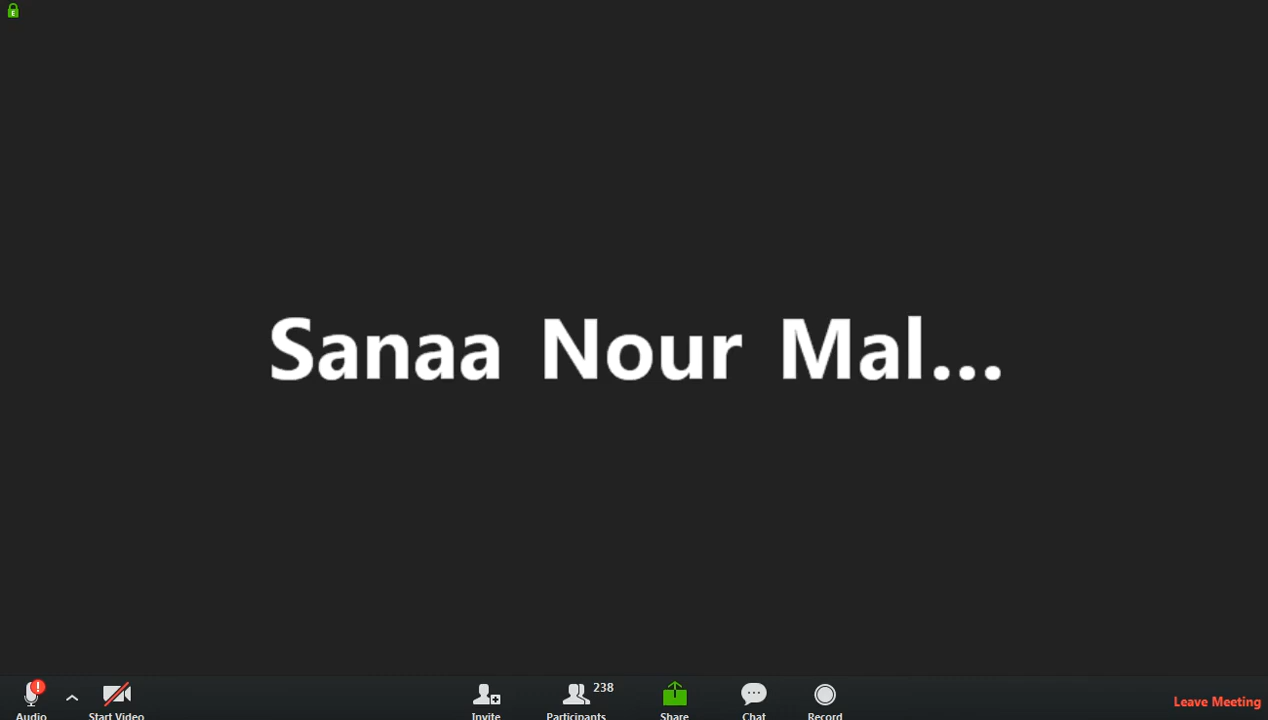 E
Sanaa Nour Mal...
238
Audio Start Video Invite Participants Share Chat Record Leave Meeting